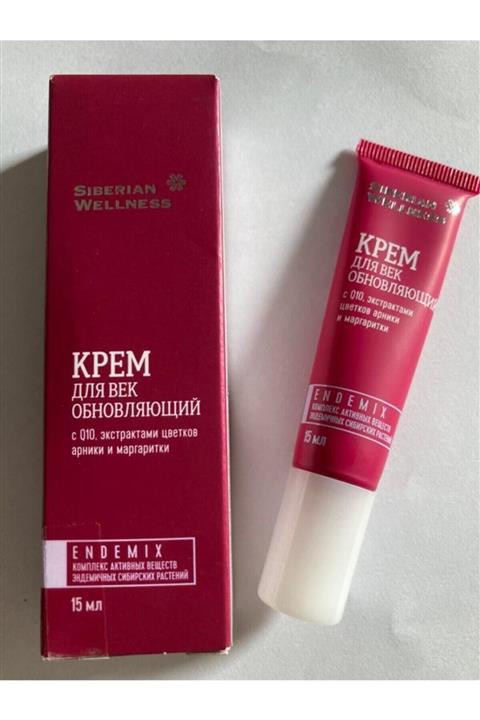 SIBERIAN
WELLNESS
КРЕМ
ДЛЯ ВЕК
ОБНОВЛЯЮЩИЙ
с Q10, экстрактами цветков
арники и маргаритки
ENDEMIX
КОМПЛЕКС АКТИВНЫХ ВЕЩЕСТВ
ЭНДЕМИЧНЫХ СИБИРСКИХ РАСТЕНИЙ
15 мл
SIBERIAN
WELLNESS
КРЕМ
ДЛЯ ВЕК
ОБНОВЛЯЮЩИЙ
с Q10, экстрактами
цветков арники
и маргаритки
ENDEMIX
КОМПЛЕКС АКТИВНЫХ ВЕЩЕСТВ
ЭНДЕМИЧНЫХ СИБИРСКИХ РАСТЕНИЙ
15 мл